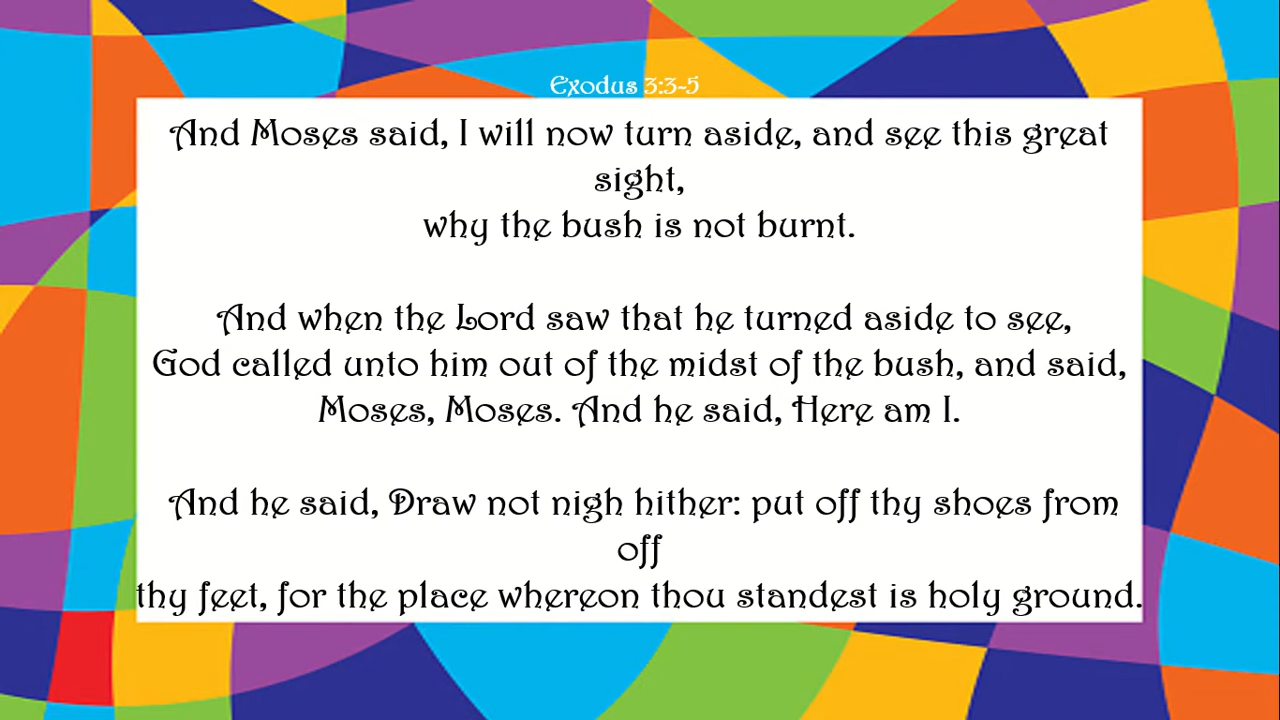 Exodus 3:3-5
And Moses said, I will now turn aside, and see this great
sight,
why the bush is not burnt.
And when the Lord saw that he turned aside to see,
God called unto him out of the midst of the bush, and said,
Moses, Moses. And he said, Here am I.
And he said, Draw not nigh hither: put off thy shoes from
off
thy feet, for the place whereon thou standest is holy ground.